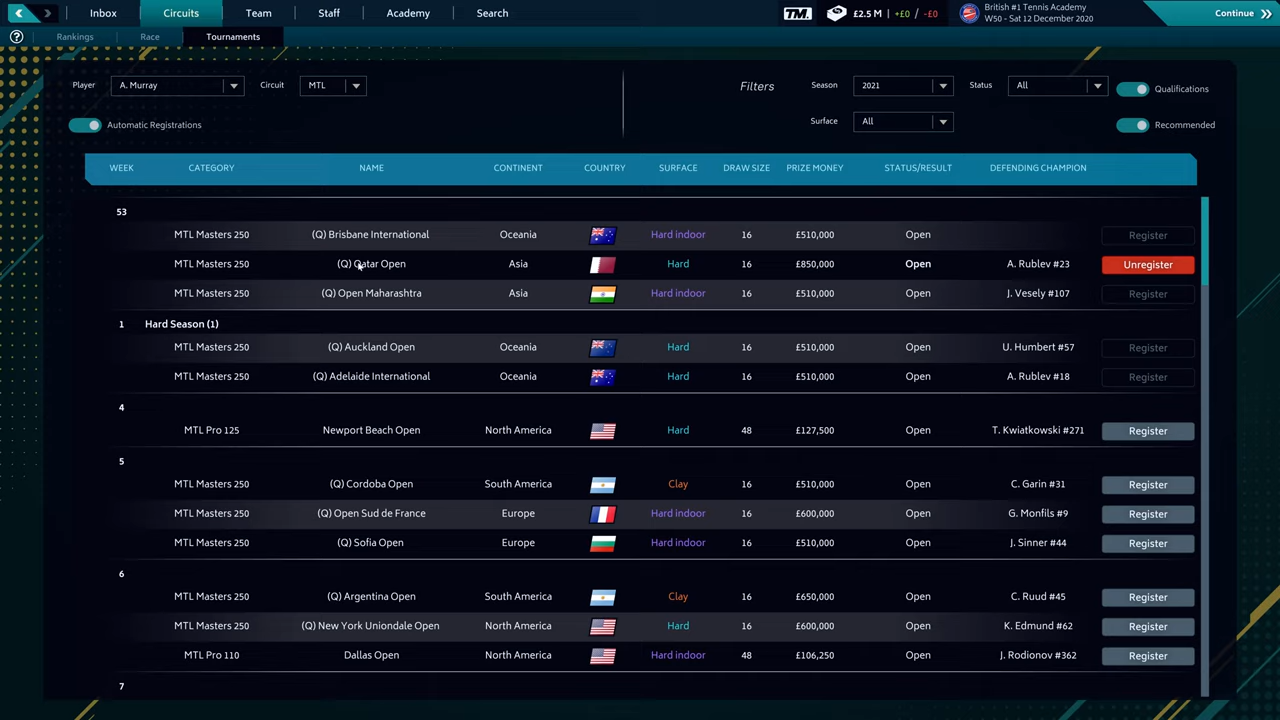 Inbox Circuits Team Staff Academy Search TM. £2.5 M | +£0 / -£0 British #1 Tennis Academy Continue
W50 - Sat 12 December 2020
? Rankings Race Tournaments
Player A. Murray Circuit MTL Filters Season 2021 Status All Qualifications
Automatic Registrations Surface All Recommended
WEEK CATEGORY NAME CONTINENT COUNTRY SURFACE DRAW SIZE PRIZE MONEY STATUS/RESULT DEFENDING CHAMPION
53
MTL Masters 250 (Q) Brisbane International Oceania Hard indoor 16 £510,000 Open Register
MTL Masters 250 (Q) Qatar Open Asia Hard 16 £850,000 Open A. Rublev #23 Unregister
MTL Masters 250 (Q) Open Maharashtra Asia Hard indoor 16 £510,000 Open J. Vesely #107 Register
1 Hard Season (1)
MTL Masters 250 (Q) Auckland Open Oceania Hard 16 £510,000 Open U. Humbert #57 Register
MTL Masters 250 (Q) Adelaide International Oceania Hard 16 £510,000 Open A. Rublev #18 Register
4
MTL Pro 125 Newport Beach Open North America Hard 48 £127,500 Open T. Kwiatkowski #271 Register
5
MTL Masters 250 (Q) Cordoba Open South America Clay 16 £510,000 Open C. Garin #31 Register
MTL Masters 250 (Q) Open Sud de France Europe Hard indoor 16 £600,000 Open G. Monfils #9 Register
MTL Masters 250 (Q) Sofia Open Europe Hard indoor 16 £510,000 Open J. Sinner #44 Register
6
MTL Masters 250 (Q) Argentina Open South America Clay 16 £650,000 Open C. Ruud #45 Register
MTL Masters 250 (Q) New York Uniondale Open North America Hard 16 £600,000 Open K. Edmund #62 Register
MTL Pro 110 Dallas Open North America Hard indoor 48 £106,250 Open J. Rodionov #362 Register
7